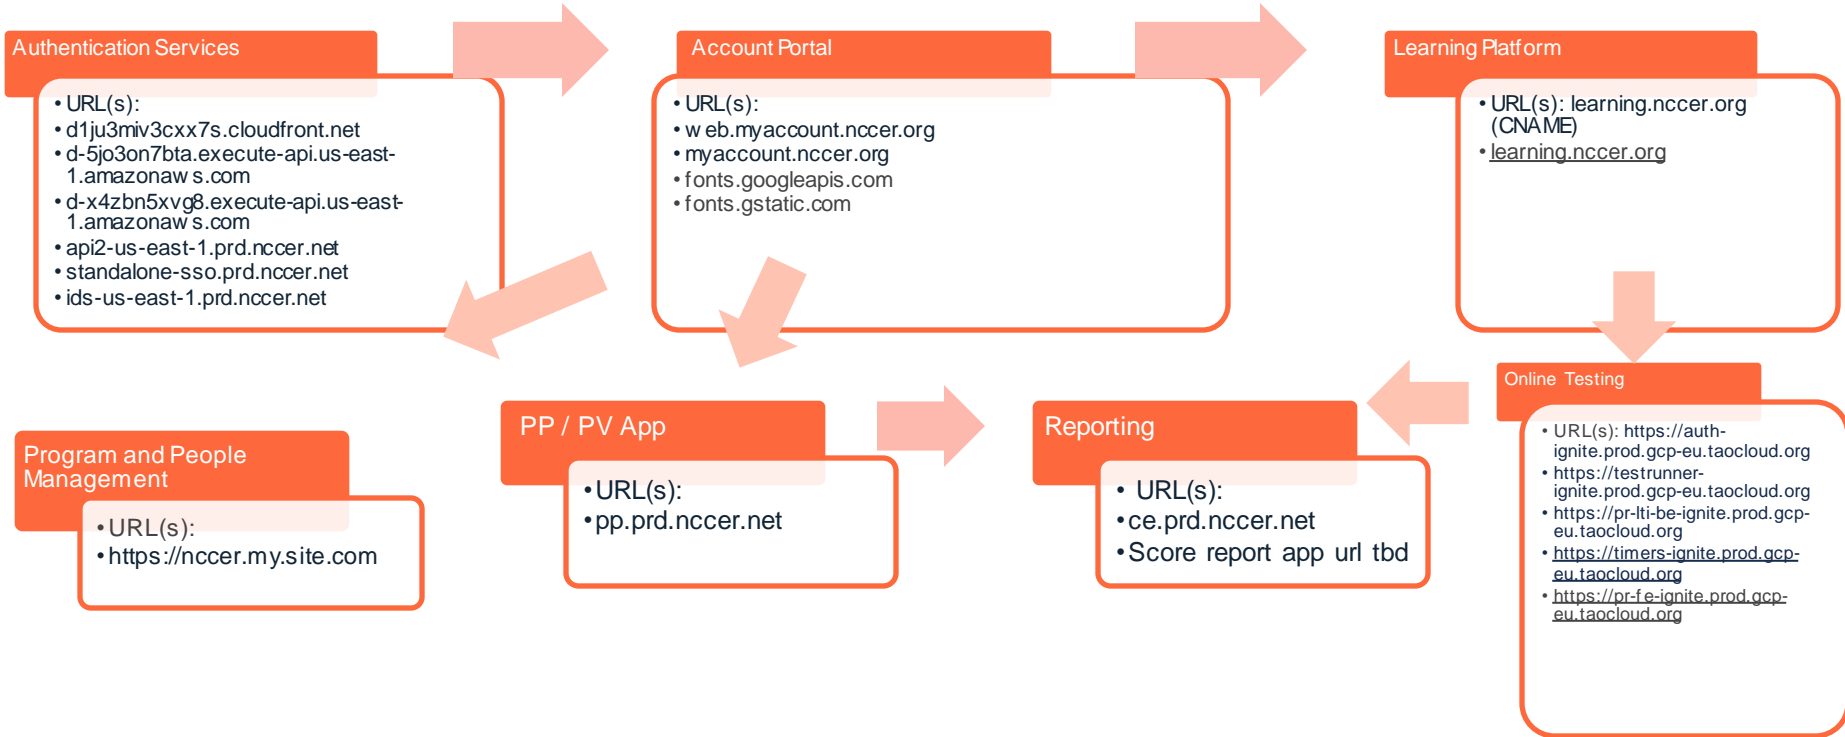 Authentication Services
• URL(s):
• d1ju3miv3cxx7s.cloudfront.net
• d-5jo3on7bta.execute-api.us-east-
1.amazonaws.com
• d-x4zbn5xvg8.execute-api.us-east-
1.amazonaws.com
• api2-us-east-1.prd.nccer.net
• standalone-sso.prd.nccer.net
• ids-us-east-1.prd.nccer.net
Account Portal
• URL(s):
• web.myaccount.nccer.org
• myaccount.nccer.org
• fonts.googleapis.com
• fonts.gstatic.com
Learning Platform
• URL(s): learning.nccer.org
(CNAME)
• learning.nccer.org
Program and People
Management
• URL(s):
• https://nccer.my.site.com
PP / PV App
• URL(s):
• pp.prd.nccer.net
Reporting
• URL(s):
• ce.prd.nccer.net
• Score report app url tbd
Online Testing
• URL(s): https://auth-
ignite.prod.gcp-eu.taocloud.org
• https://testrunner-
ignite.prod.gcp-eu.taocloud.org
• https://pr-lti-be-ignite.prod.gcp-
eu.taocloud.org
• https://timers-ignite.prod.gcp-
eu.taocloud.org
• https://pr-fe-ignite.prod.gcp-
eu.taocloud.org